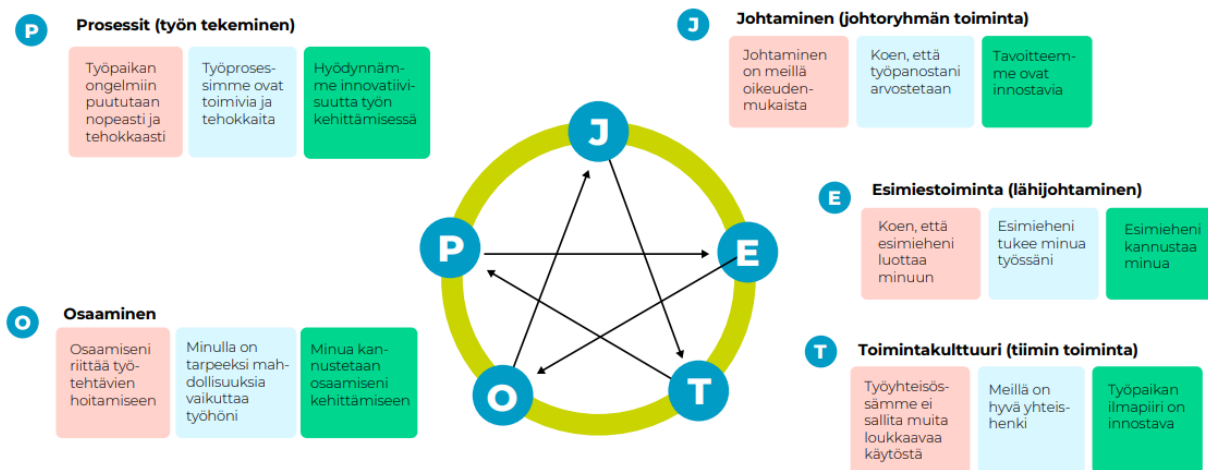 P
Prosessit (työn tekeminen)
Työpaikan
ongelmiin
puututaan
nopeasti ja
tehokkaasti
Työproses-
simme ovat
toimivia ja
tehokkaita
Hyödynnäm-
me innovatiivi-
suutta työn
kehittämisessä
J
Johtaminen (johtoryhmän toiminta)
Johtaminen
on meillä
oikeuden-
mukaista
Koen, että
työpanostani
arvostetaan
Tavoitteem-
me ovat
innostavia
J
P
E
O
T
E
Esimiestoiminta (lähijohtaminen)
Koen, että
esimieheni
luottaa
minuun
Esimieheni
tukee minua
työssäni
Esimieheni
kannustaa
minua
O
Osaaminen
Osaamiseni
riittää työ-
tehtävien
hoitamiseen
Minulla on
tarpeeksi mah-
dollisuuksia
vaikuttaa
työhöni
Minua kan-
nustetaan
osaamiseni
kehittämiseen
T
Toimintakulttuuri (tiimin toiminta)
Työyhteisös-
sämme ei
sallita muita
loukkaavaa
käytöstä
Meillä on
hyvä yhteis-
henki
Työpaikan
ilmapiiri on
innostava